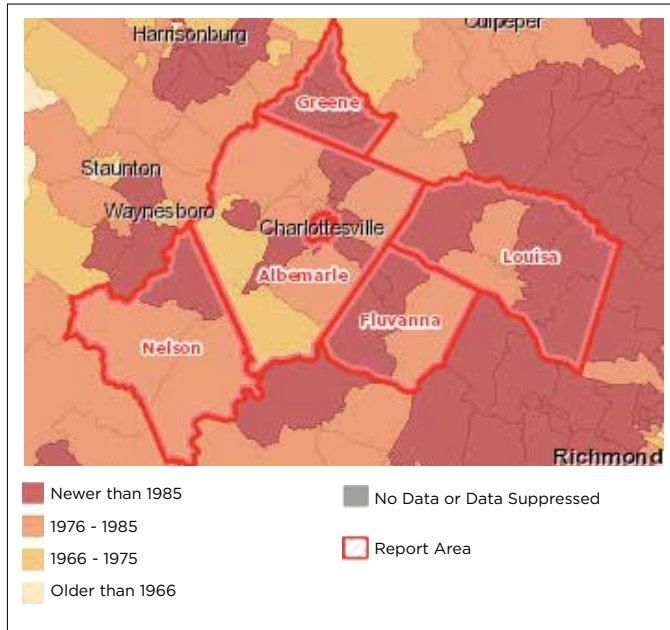 Harrisonburg
Culpeper
Greene
Staunton
Waynesboro
Charlottesville
Albemarle
Louisa
Fluvanna
Nelson
Richmond
Newer than 1985
1976 - 1985
1966 - 1975
Older than 1966
No Data or Data Suppressed
Report Area